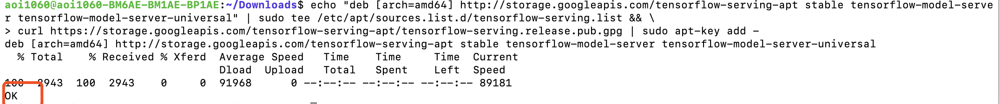 aoi1060@aoi1060-BM6AE-BM1AE-BP1AE:~/Downloads$ echo "deb [arch=amd64] http://storage.googleapis.com/tensorflow-serving-apt stable tensorflow-model-serve
r tensorflow-model-server-universal" | sudo tee /etc/apt/sources.list.d/tensorflow-serving.list && \
> curl https://storage.googleapis.com/tensorflow-serving-apt/tensorflow-serving.release.pub.gpg | sudo apt-key add -
deb [arch=amd64] http://storage.googleapis.com/tensorflow-serving-apt stable tensorflow-model-server tensorflow-model-server-universal
  % Total    % Received % Xferd  Average Speed   Time    Time     Time  Current
                                 Dload  Upload   Total   Spent    Left  Speed
100  2943  100  2943    0     0  91968      0 --:--:-- --:--:-- --:--:-- 89181
OK